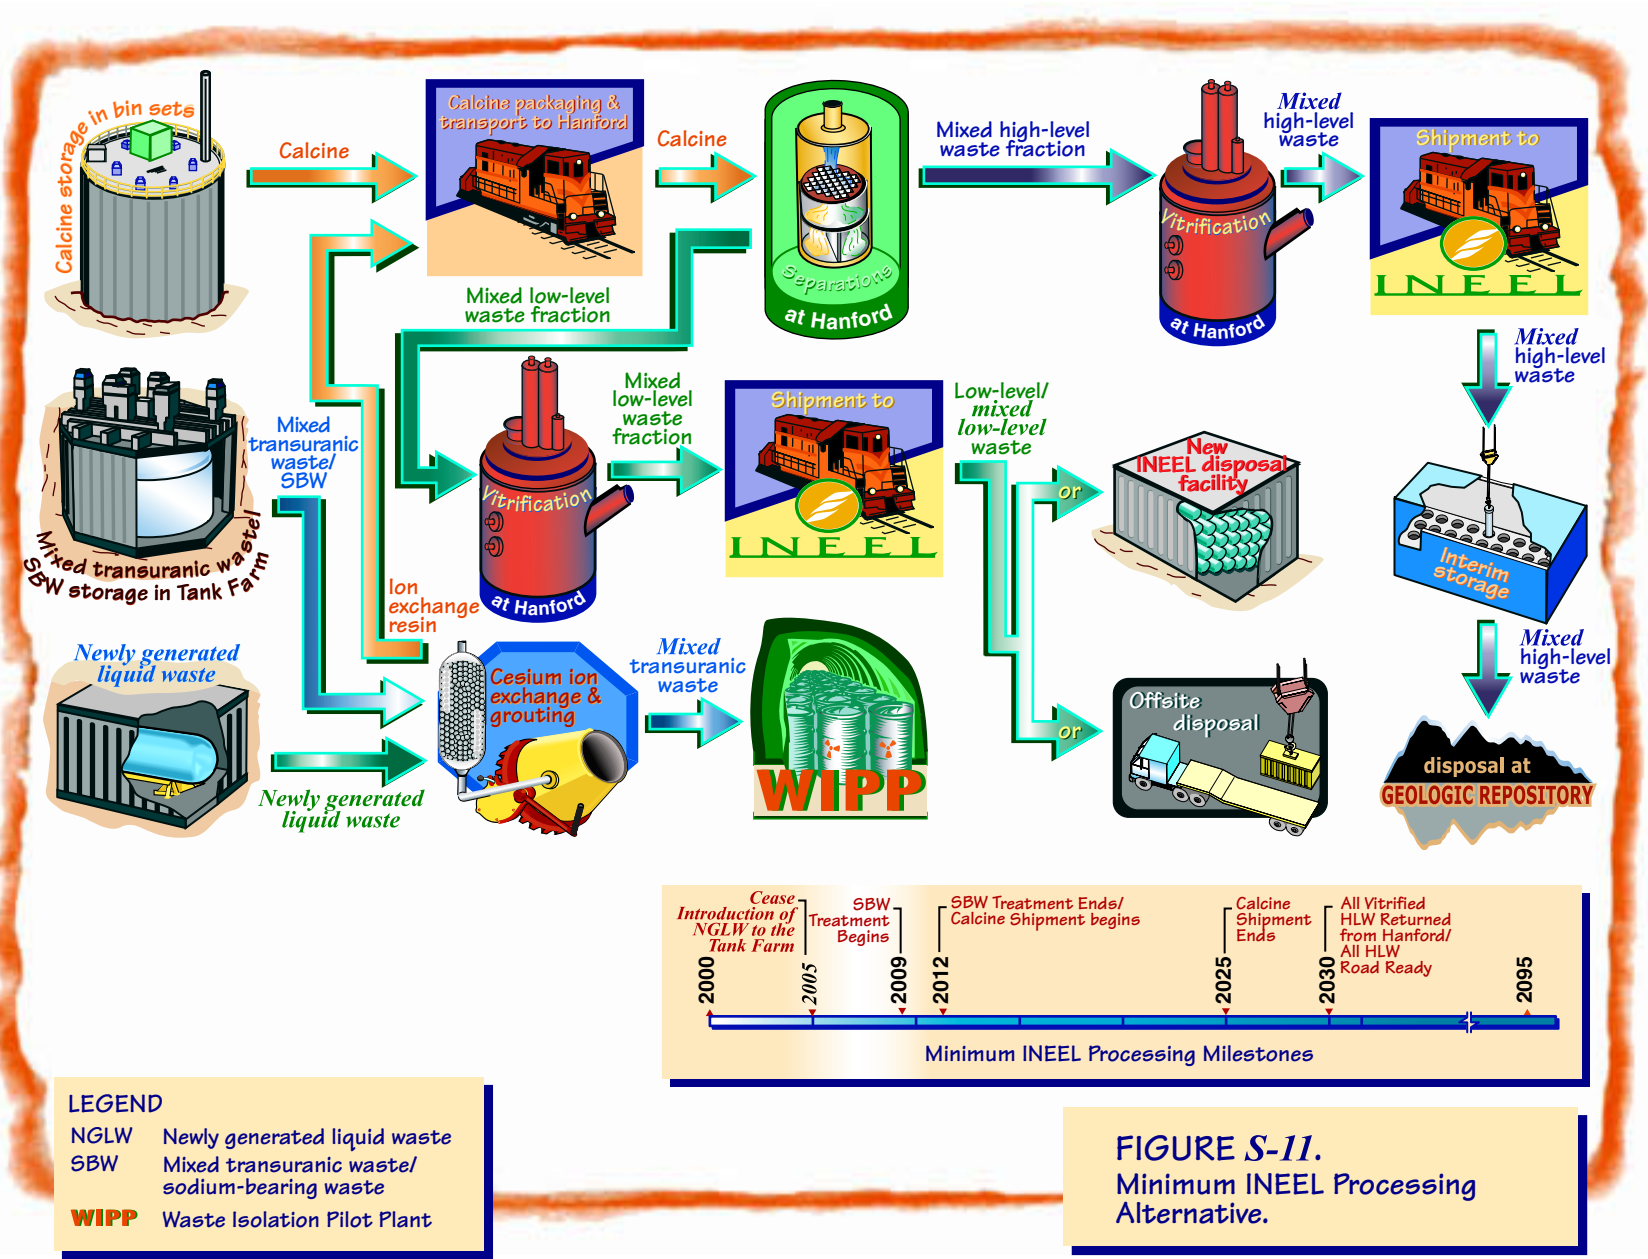 Calcine storage in bin sets
Calcine
Calcine packaging &
transport to Hanford
Calcine
Separations
at Hanford
Mixed high-level
waste fraction
Vitrification
at Hanford
Mixed
high-level
waste
Shipment to
INEEL
Mixed
high-level
waste
Mixed low-level
waste fraction
Mixed transuranic waste/
SBW storage in Tank Farm
Mixed
transuranic
waste/
SBW
Vitrification
at Hanford
Mixed
low-level
waste
fraction
Shipment to
INEEL
Low-level/
mixed
low-level
waste
or
New
INEEL disposal
facility
Interim
storage
Ion
exchange
resin
Newly generated
liquid waste
Newly generated
liquid waste
Cesium ion
exchange &
grouting
Mixed
transuranic
waste
WIPP
or
Offsite
disposal
Mixed
high-level
waste
disposal at
GEOLOGIC REPOSITORY
Cease
Introduction of
NGLW to the
Tank Farm
SBW
Treatment
Begins
SBW Treatment Ends/
Calcine Shipment begins
Calcine
Shipment
Ends
All Vitrified
HLW Returned
from Hanford/
All HLW
Road Ready
2000
2005
2009
2012
2025
2030
2095
Minimum INEEL Processing Milestones
LEGEND
NGLW Newly generated liquid waste
SBW Mixed transuranic waste/
sodium-bearing waste
WIPP Waste Isolation Pilot Plant
FIGURE S-11.
Minimum INEEL Processing
Alternative.